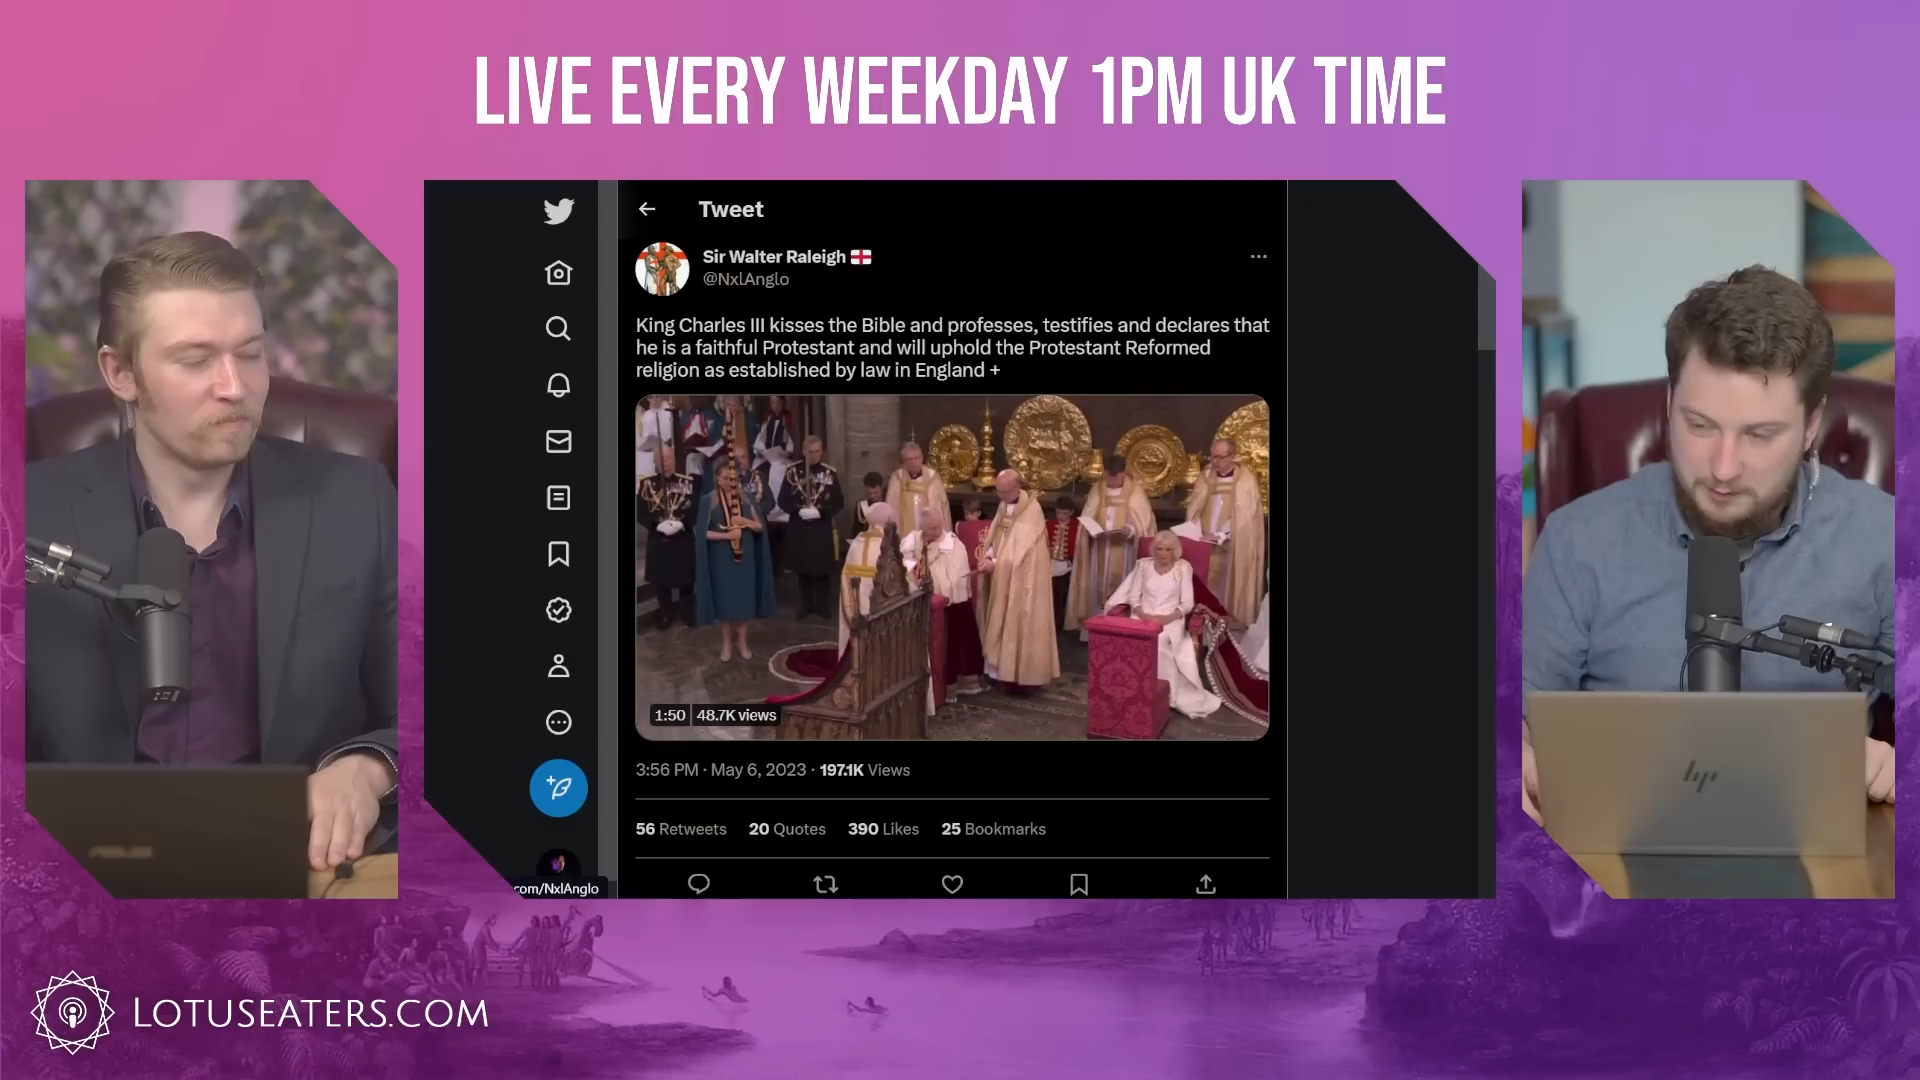 LIVE EVERY WEEKDAY 1PM UK TIME
Tweet
Sir Walter Raleigh
@NxlAnglo
King Charles III kisses the Bible and professes, testifies and declares that
he is a faithful Protestant and will uphold the Protestant Reformed
religion as established by law in England +
1:50 48.7K views
3:56 PM · May 6, 2023 · 197.1K Views
56 Retweets 20 Quotes 390 Likes 25 Bookmarks
com/NxlAnglo
hp
LOTUSEATERS.COM